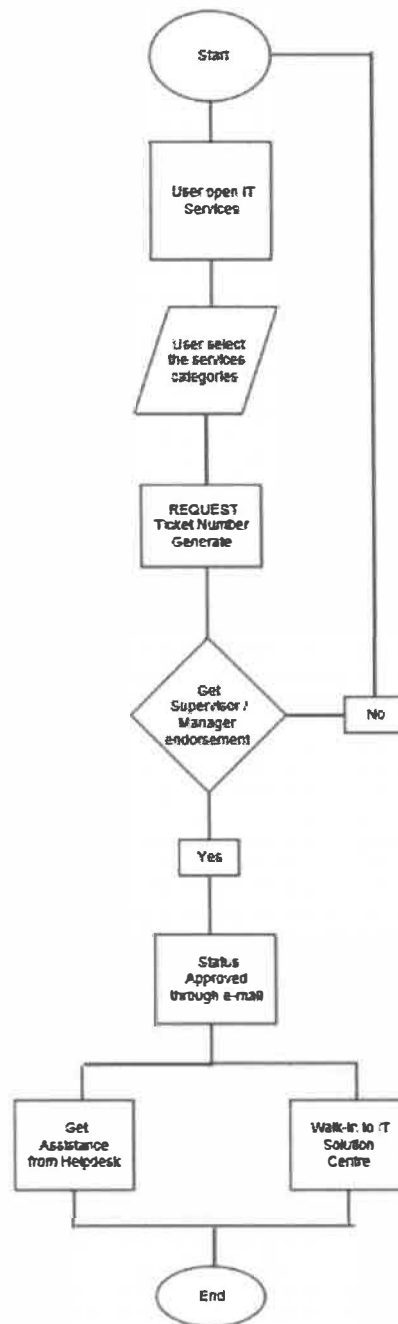 Start
User open IT
Services
User select
the services
categories
REQUEST
Ticket Number
Generate
Get
Supervisor /
Manager
endorsement
No
Yes
Status
Approved
through e-mail
Get
Assistance
from Helpdesk
Walk-in to IT
Solution
Centre
End